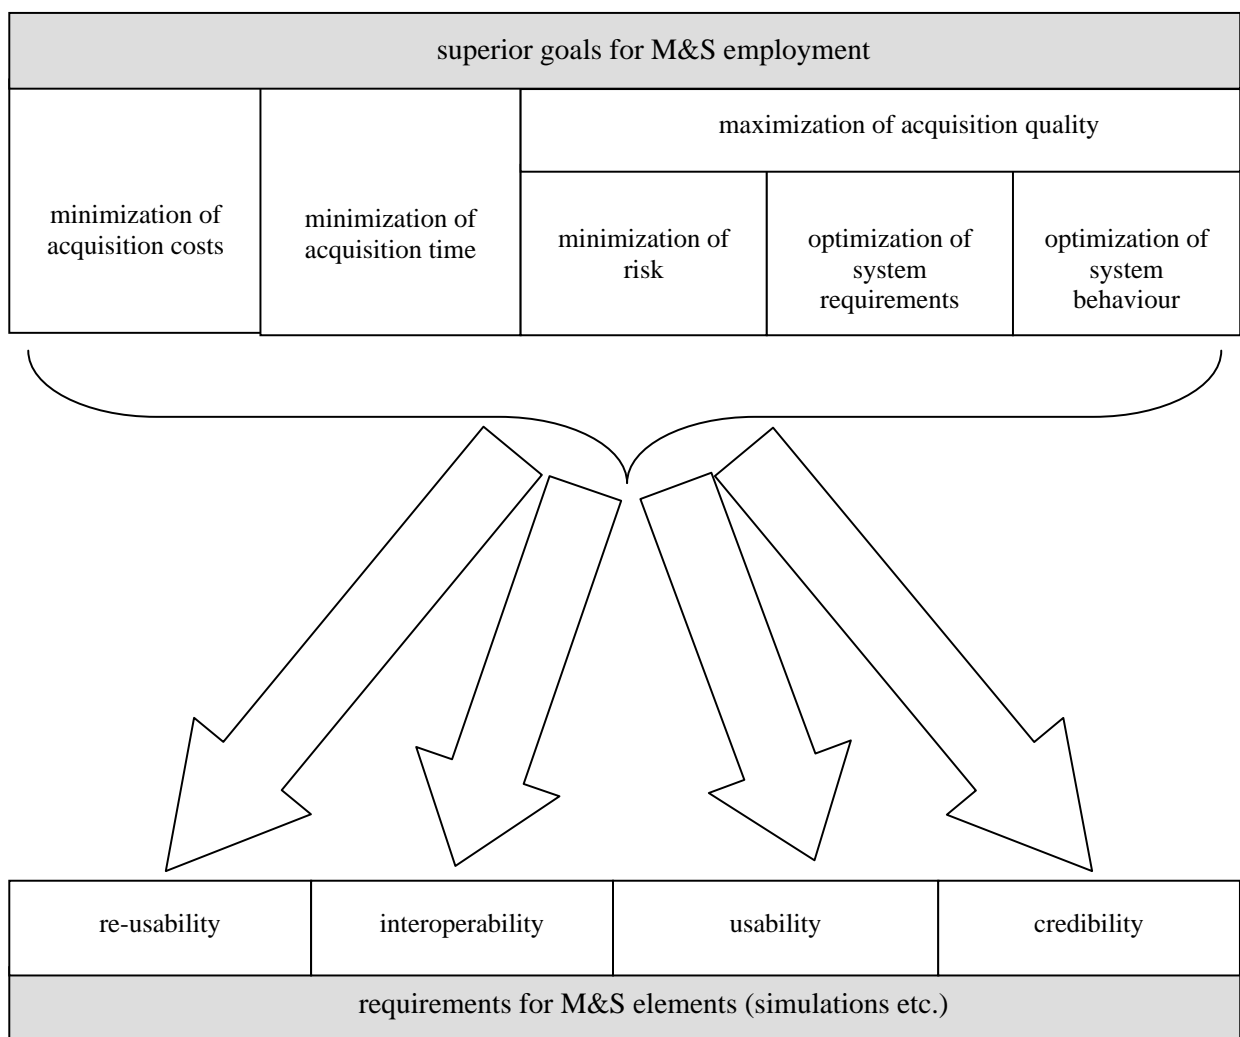 superior goals for M&S employment
maximization of acquisition quality
minimization of
acquisition costs
minimization of
acquisition time
minimization of
risk
optimization of
system
requirements
optimization of
system
behaviour
re-usability
interoperability
usability
credibility
requirements for M&S elements (simulations etc.)